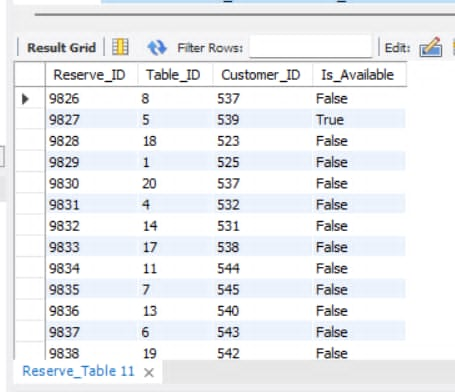 Result Grid Filter Rows: Edit:
Reserve_ID Table_ID Customer_ID Is_Available
9826 8 537 False
9827 5 539 True
9828 18 523 False
9829 1 525 False
9830 20 537 False
9831 4 532 False
9832 14 531 False
9833 17 538 False
9834 11 544 False
9835 7 545 False
9836 13 540 False
9837 6 543 False
9838 19 542 False
Reserve_Table 11